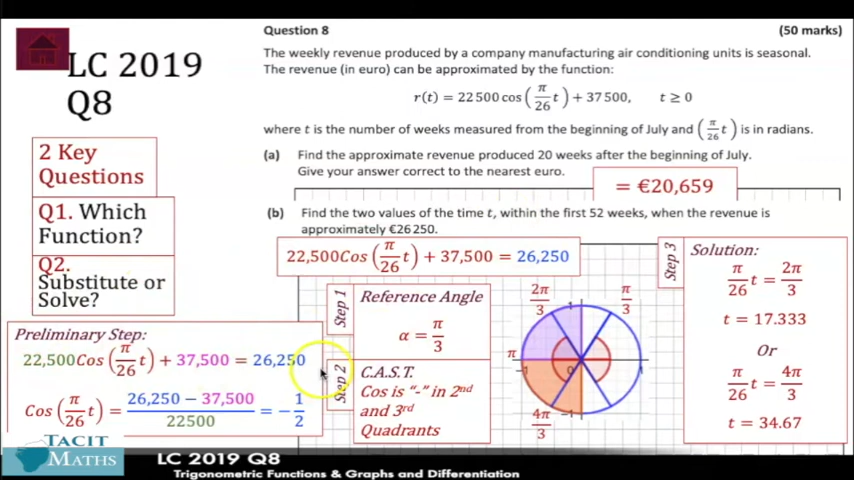 LC 2019
Q8
2 Key
Questions
Q1. Which
Function?
Q2.
Substitute or
Solve?
Question 8 (50 marks)
The weekly revenue produced by a company manufacturing air conditioning units is seasonal.
The revenue (in euro) can be approximated by the function:
r(t) = 22 500 cos(π/26 t) + 37 500, t ≥ 0
where t is the number of weeks measured from the beginning of July and (π/26 t) is in radians.
(a) Find the approximate revenue produced 20 weeks after the beginning of July.
Give your answer correct to the nearest euro.
= €20,659
(b) Find the two values of the time t, within the first 52 weeks, when the revenue is
approximately €26 250.
22,500Cos(π/26 t) + 37,500 = 26,250
Preliminary Step:
22,500Cos(π/26 t) + 37,500 = 26,250
Cos(π/26 t) = (26,250 − 37,500)/22500 = −1/2
Step 1
Reference Angle
α = π/3
Step 2
C.A.S.T.
Cos is "-" in 2nd
and 3rd
Quadrants
2π/3
π/3
π
4π/3
1
-1
0
1
-1
Step 3
Solution:
π/26 t = 2π/3
t = 17.333
Or
π/26 t = 4π/3
t = 34.67
TACIT
MATHS
LC 2019 Q8
Trigonometric Functions & Graphs and Differentiation